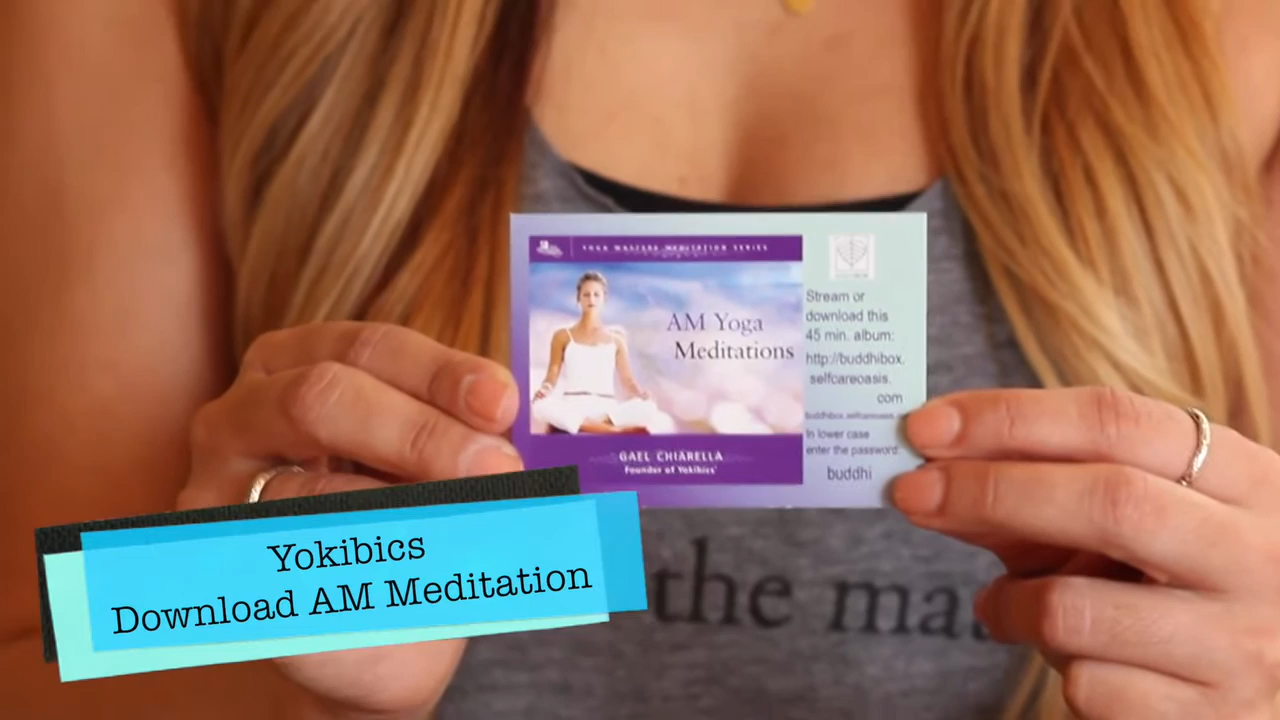 YOGA MASTERS MEDITATION SERIES
AM Yoga
Meditations
GAEL CHIARELLA
Founder of Yokibics
Stream or
download this
45 min. album:
http://buddhibox.
selfcareoasis.
com
In lower case
enter the password:
buddhi
Yokibics
Download AM Meditation
the